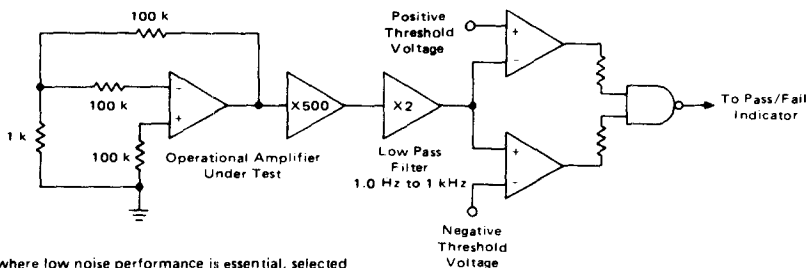 100 k
100 k
1 k
100 k
-
+
Operational Amplifier
Under Test
X500
X2
Low Pass
Filter
1.0 Hz to 1 kHz
Positive
Threshold
Voltage
+
-
+
-
Negative
Threshold
Voltage
To Pass/Fail
Indicator
where low noise performance is essential, selected